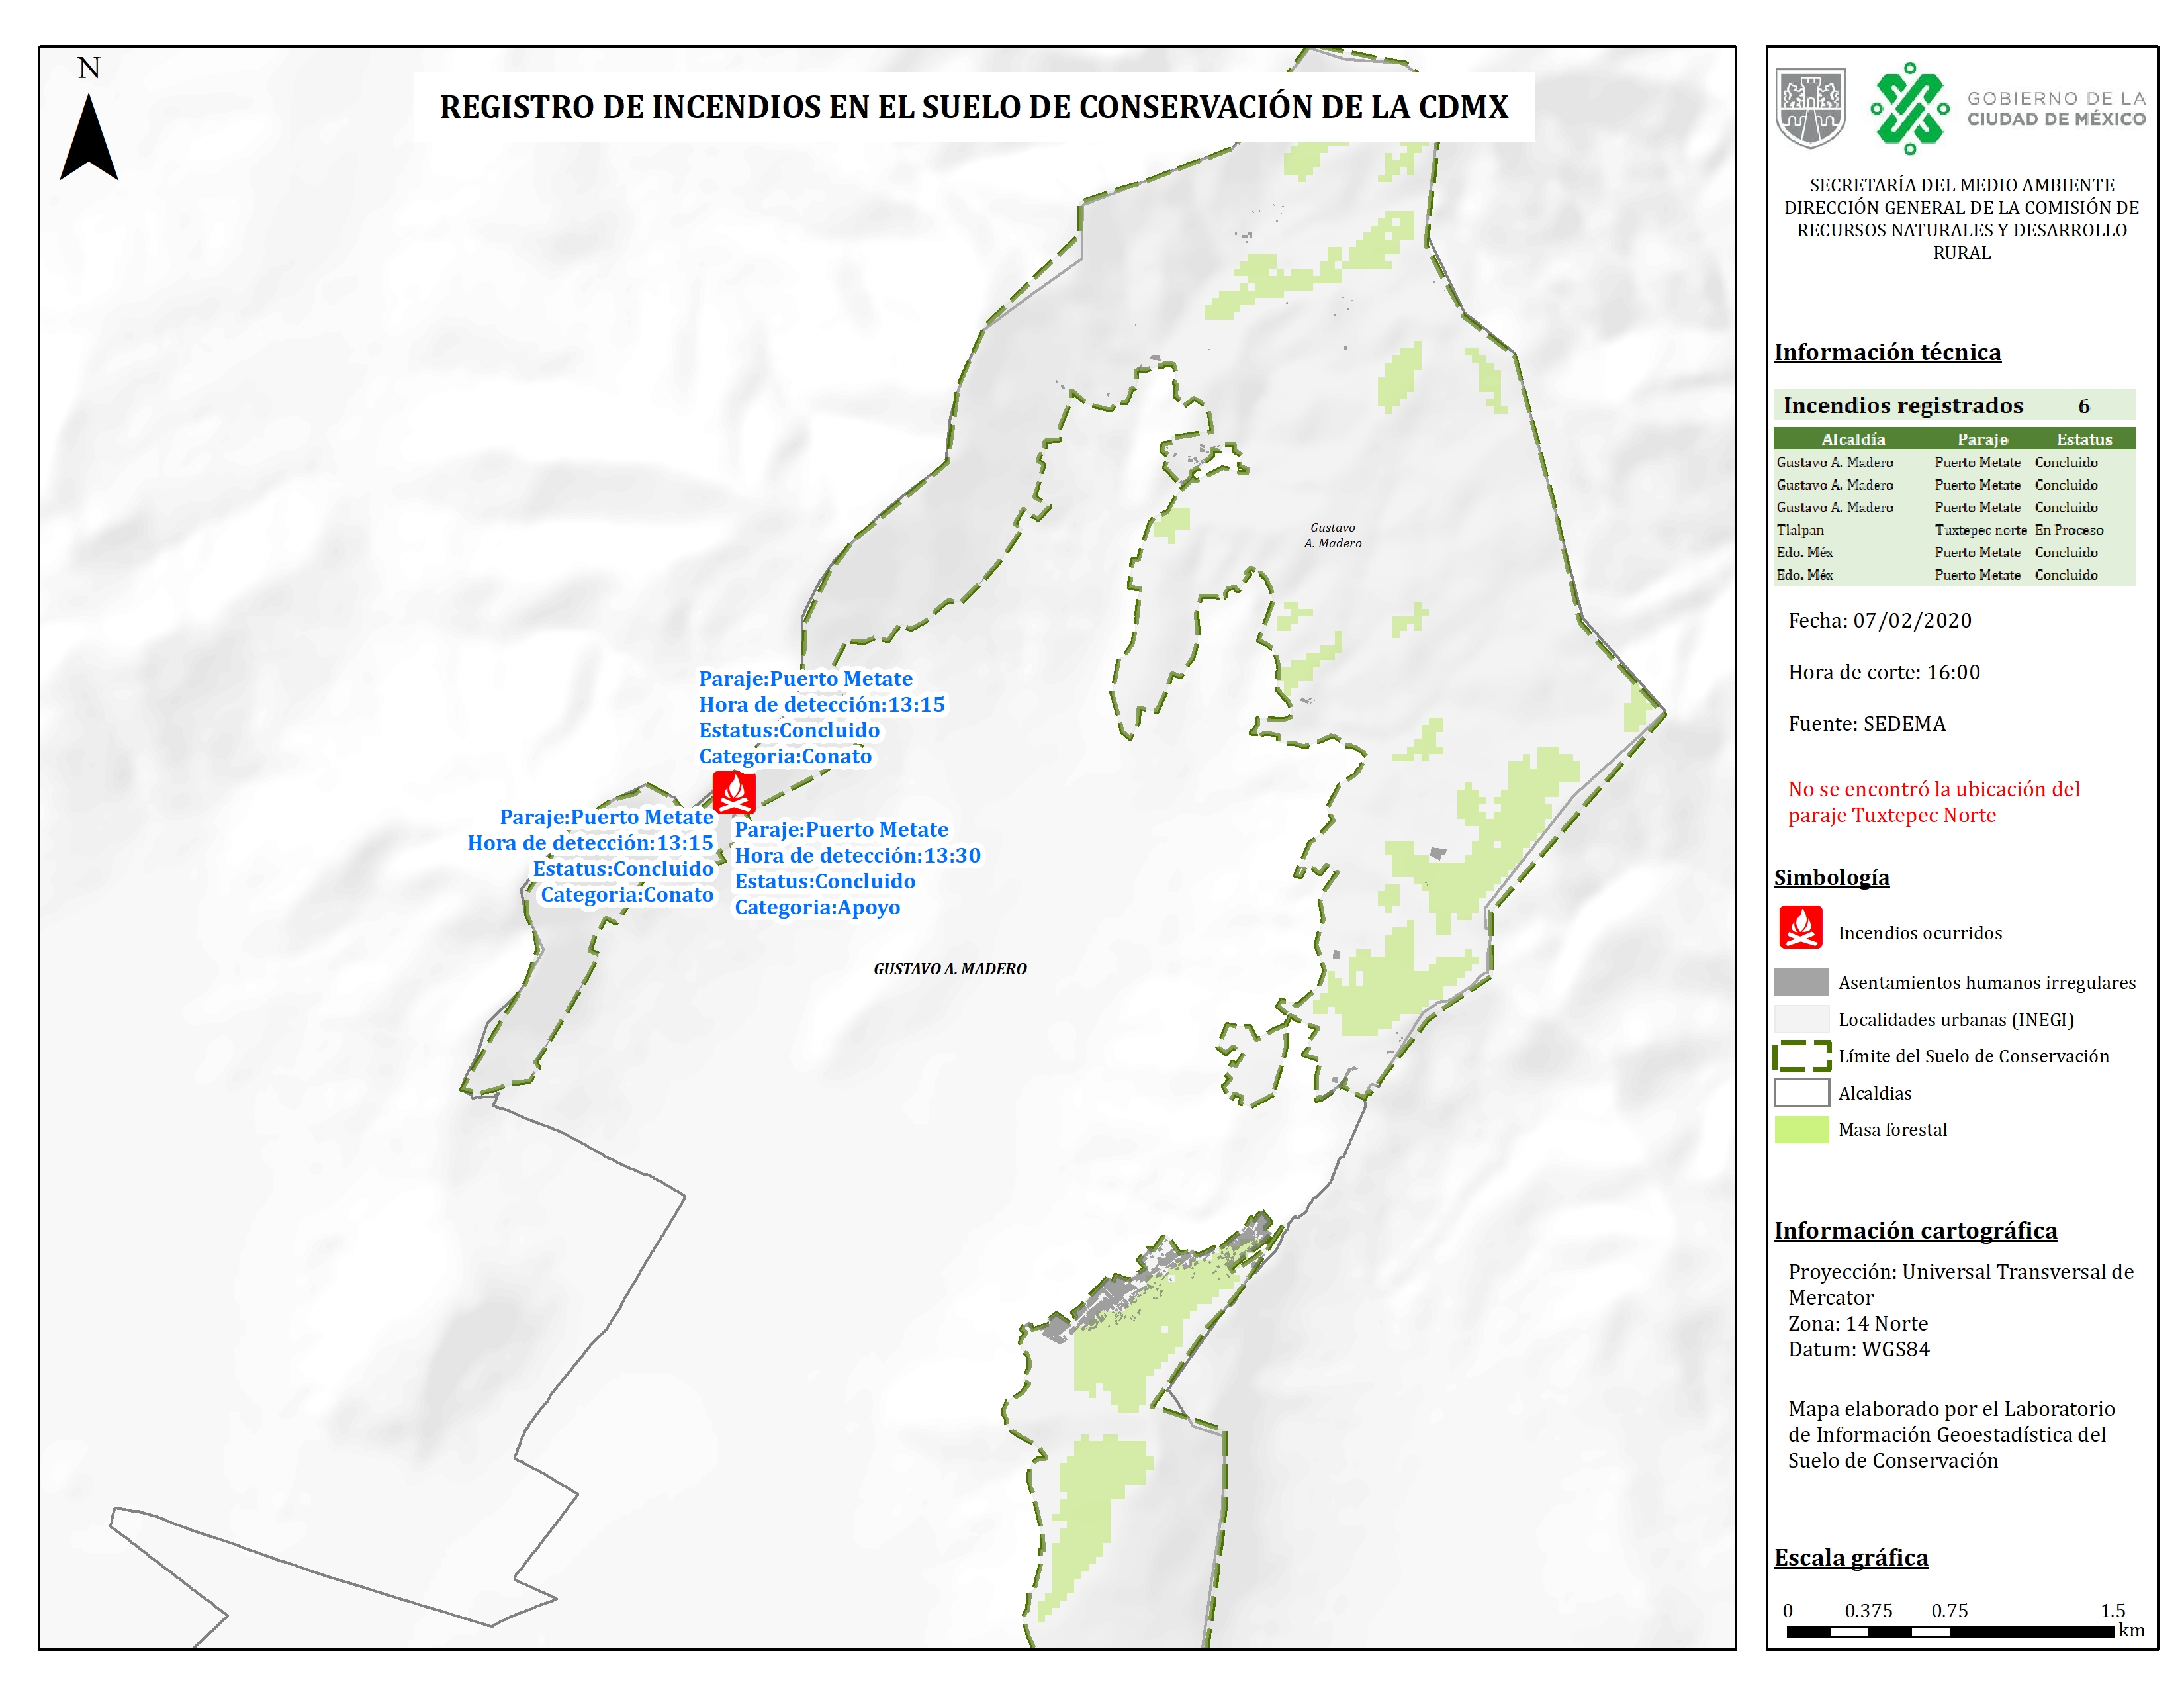 N
REGISTRO DE INCENDIOS EN EL SUELO DE CONSERVACIÓN DE LA CDMX
Gustavo
A. Madero
Paraje:Puerto Metate
Hora de detección:13:15
Estatus:Concluido
Categoria:Conato
Paraje:Puerto Metate
Hora de detección:13:15
Estatus:Concluido
Categoria:Conato
Paraje:Puerto Metate
Hora de detección:13:30
Estatus:Concluido
Categoria:Apoyo
GUSTAVO A. MADERO
GOBIERNO DE LA
CIUDAD DE MÉXICO
SECRETARÍA DEL MEDIO AMBIENTE
DIRECCIÓN GENERAL DE LA COMISIÓN DE
RECURSOS NATURALES Y DESARROLLO
RURAL
Información técnica
Incendios registrados 6
Alcaldía Paraje Estatus
Gustavo A. Madero Puerto Metate Concluido
Gustavo A. Madero Puerto Metate Concluido
Gustavo A. Madero Puerto Metate Concluido
Tlalpan Tuxtepec norte En Proceso
Edo. Méx Puerto Metate Concluido
Edo. Méx Puerto Metate Concluido
Fecha: 07/02/2020
Hora de corte: 16:00
Fuente: SEDEMA
No se encontró la ubicación del
paraje Tuxtepec Norte
Simbología
Incendios ocurridos
Asentamientos humanos irregulares
Localidades urbanas (INEGI)
Límite del Suelo de Conservación
Alcaldias
Masa forestal
Información cartográfica
Proyección: Universal Transversal de
Mercator
Zona: 14 Norte
Datum: WGS84
Mapa elaborado por el Laboratorio
de Información Geoestadística del
Suelo de Conservación
Escala gráfica
0 0.375 0.75 1.5
km